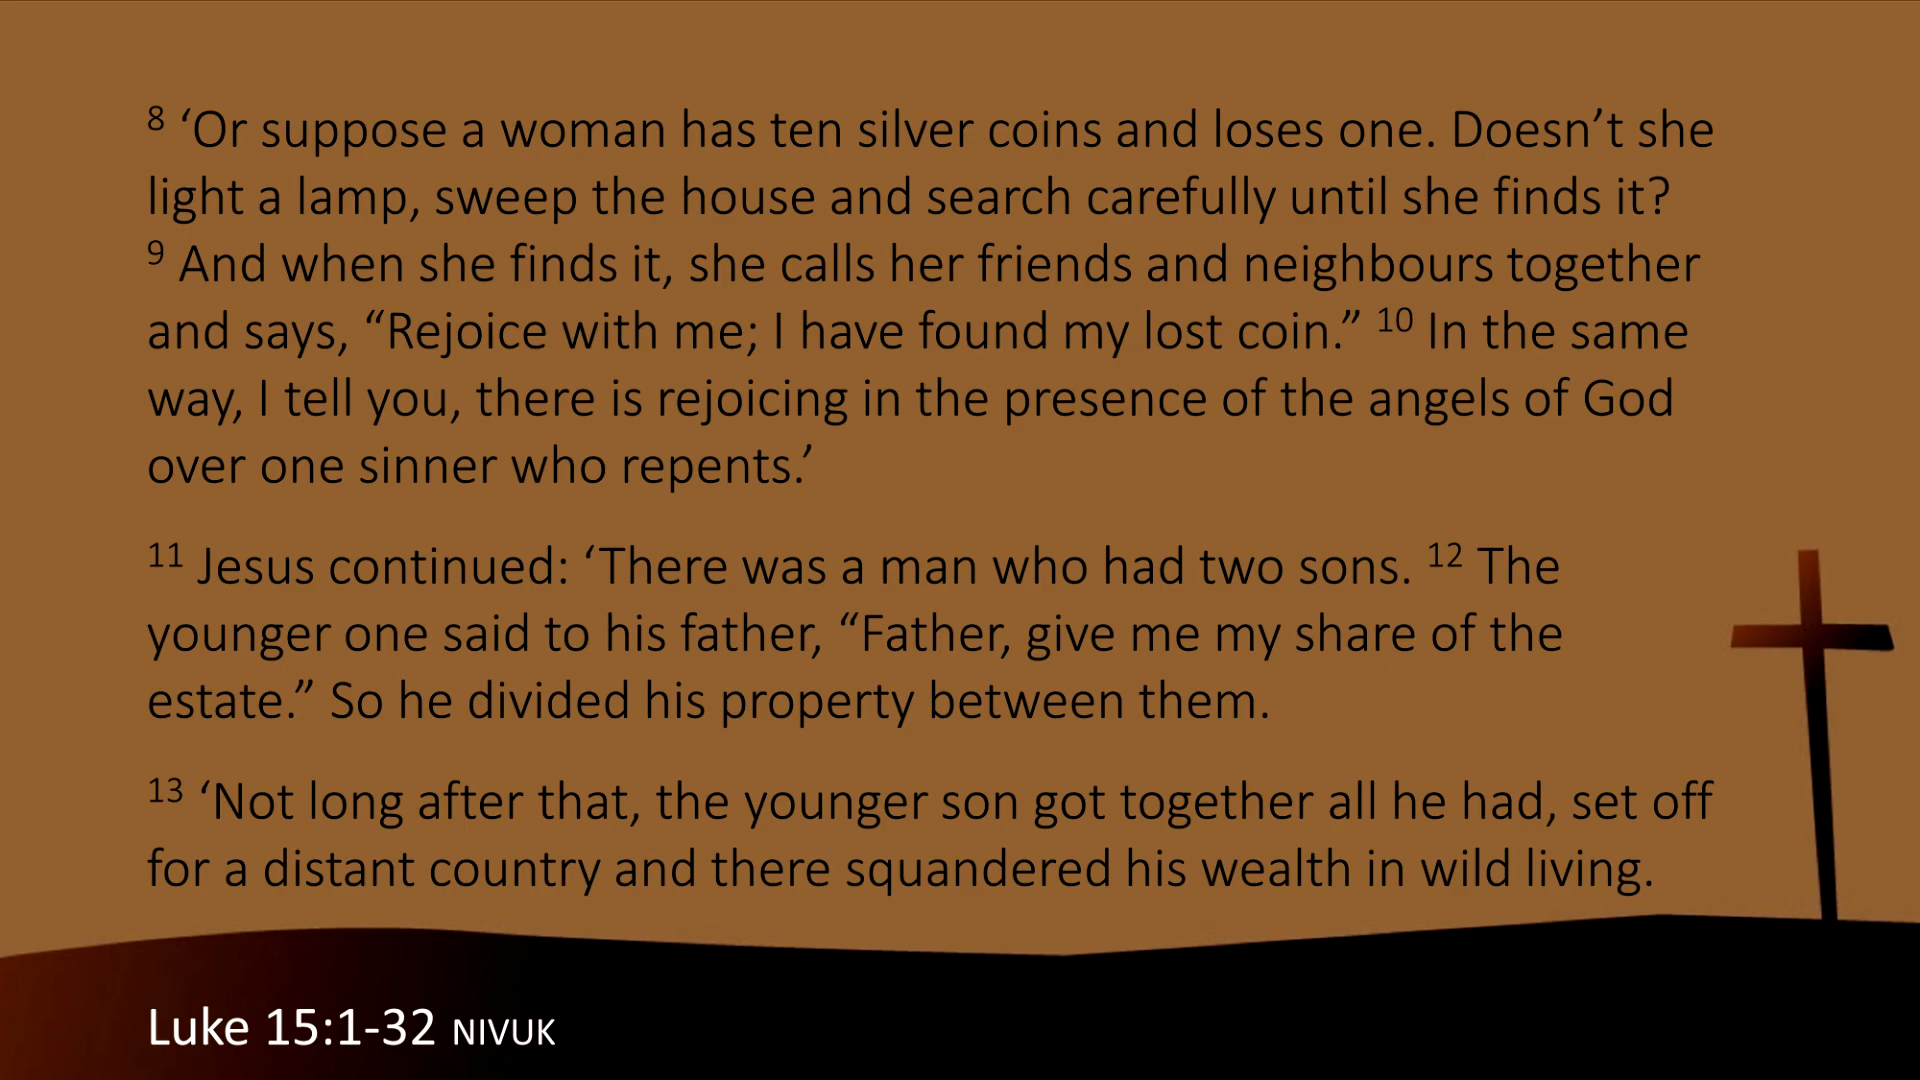 8 ‘Or suppose a woman has ten silver coins and loses one. Doesn’t she
light a lamp, sweep the house and search carefully until she finds it?
9 And when she finds it, she calls her friends and neighbours together
and says, “Rejoice with me; I have found my lost coin.” 10 In the same
way, I tell you, there is rejoicing in the presence of the angels of God
over one sinner who repents.’
11 Jesus continued: ‘There was a man who had two sons. 12 The
younger one said to his father, “Father, give me my share of the
estate.” So he divided his property between them.
13 ‘Not long after that, the younger son got together all he had, set off
for a distant country and there squandered his wealth in wild living.
Luke 15:1-32 NIVUK